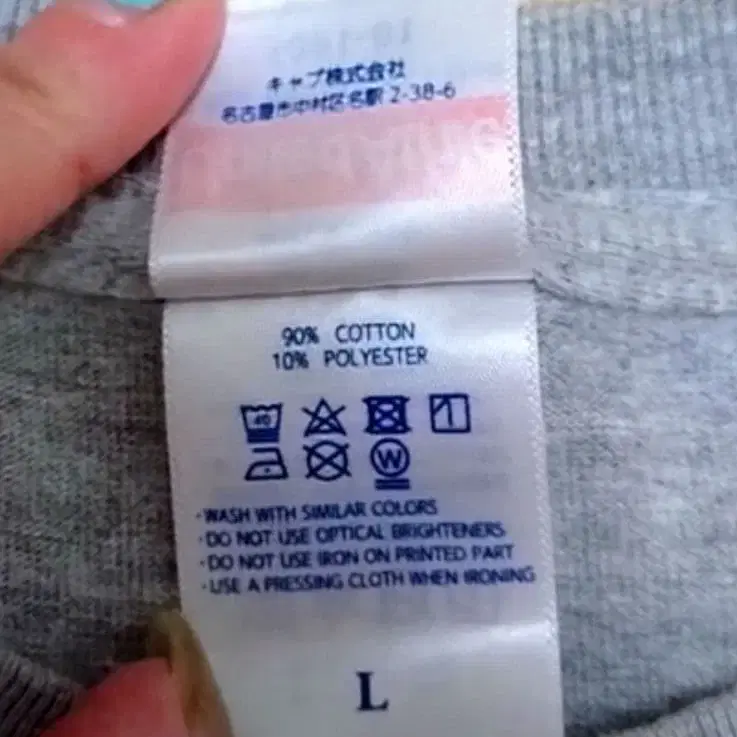 キャブ株式会社
名古屋市中村区名駅 2-38-6
90% COTTON
10% POLYESTER
40
W
·WASH WITH SIMILAR COLORS
·DO NOT USE OPTICAL BRIGHTENERS
·DO NOT USE IRON ON PRINTED PART
·USE A PRESSING CLOTH WHEN IRONING
L